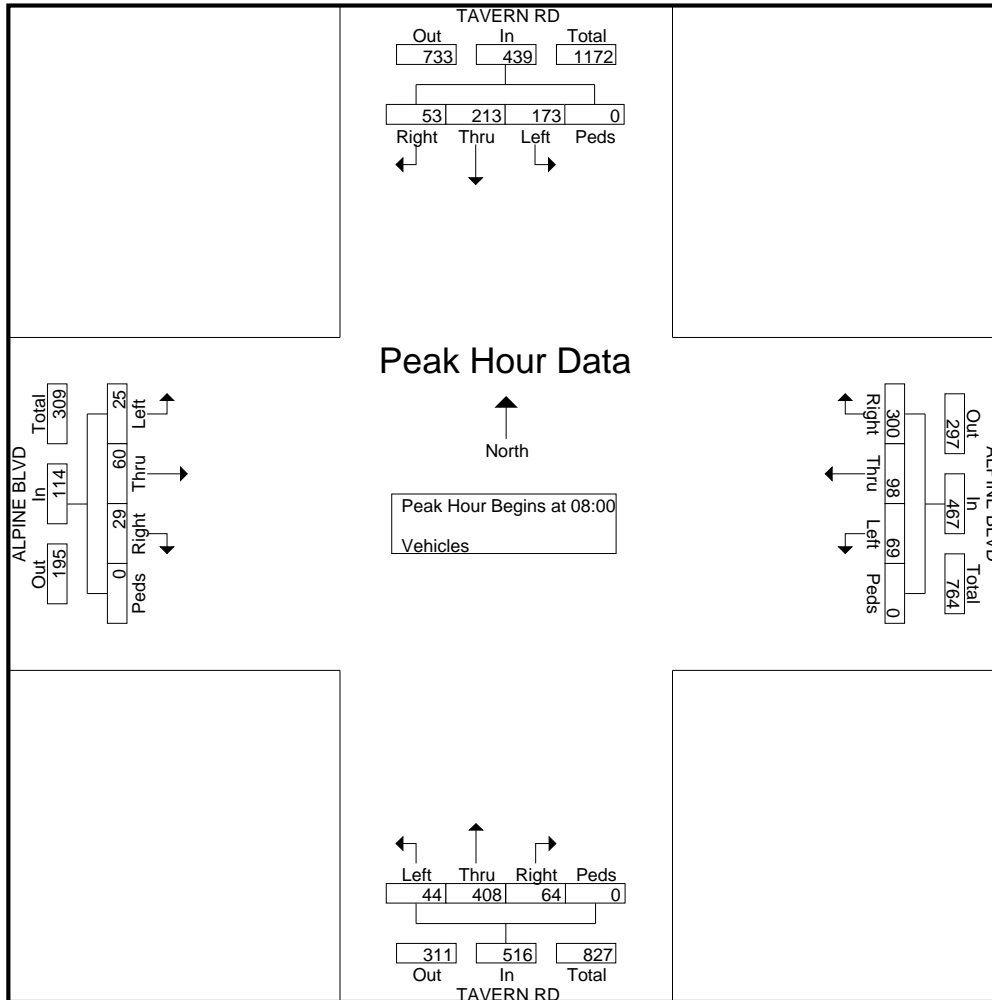 TAVERN RD
Out In Total
733 439 1172
53 213 173 0
Right Thru Left Peds
Peak Hour Data
North
Peak Hour Begins at 08:00
Vehicles
ALPINE BLVD
Total In Out
309 114 195
25 60 29 0
Left Thru Right Peds
ALPINE BLVD
Out In Total
297 467 764
300 98 69 0
Right Thru Left Peds
Left Thru Right Peds
44 408 64 0
311 516 827
Out In Total
TAVERN RD